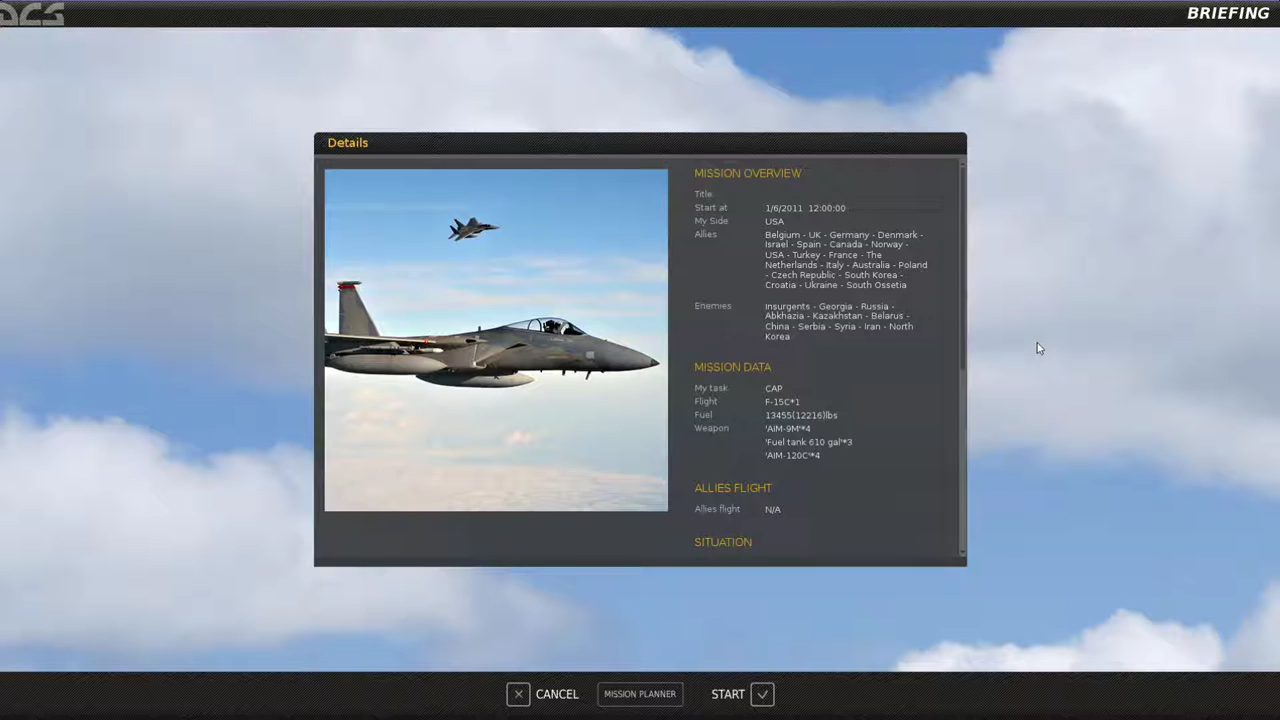 DCS
BRIEFING
Details
MISSION OVERVIEW
Title
Start at 1/6/2011 12:00:00
My Side USA
Allies Belgium - UK - Germany - Denmark -
Israel - Spain - Canada - Norway -
USA - Turkey - France - The
Netherlands - Italy - Australia - Poland
- Czech Republic - South Korea -
Croatia - Ukraine - South Ossetia
Enemies Insurgents - Georgia - Russia -
Abkhazia - Kazakhstan - Belarus -
China - Serbia - Syria - Iran - North
Korea
MISSION DATA
My task CAP
Flight F-15C*1
Fuel 13455(12216)lbs
Weapon 'AIM-9M'*4
'Fuel tank 610 gal'*3
'AIM-120C'*4
ALLIES FLIGHT
Allies flight N/A
SITUATION
CANCEL
MISSION PLANNER
START